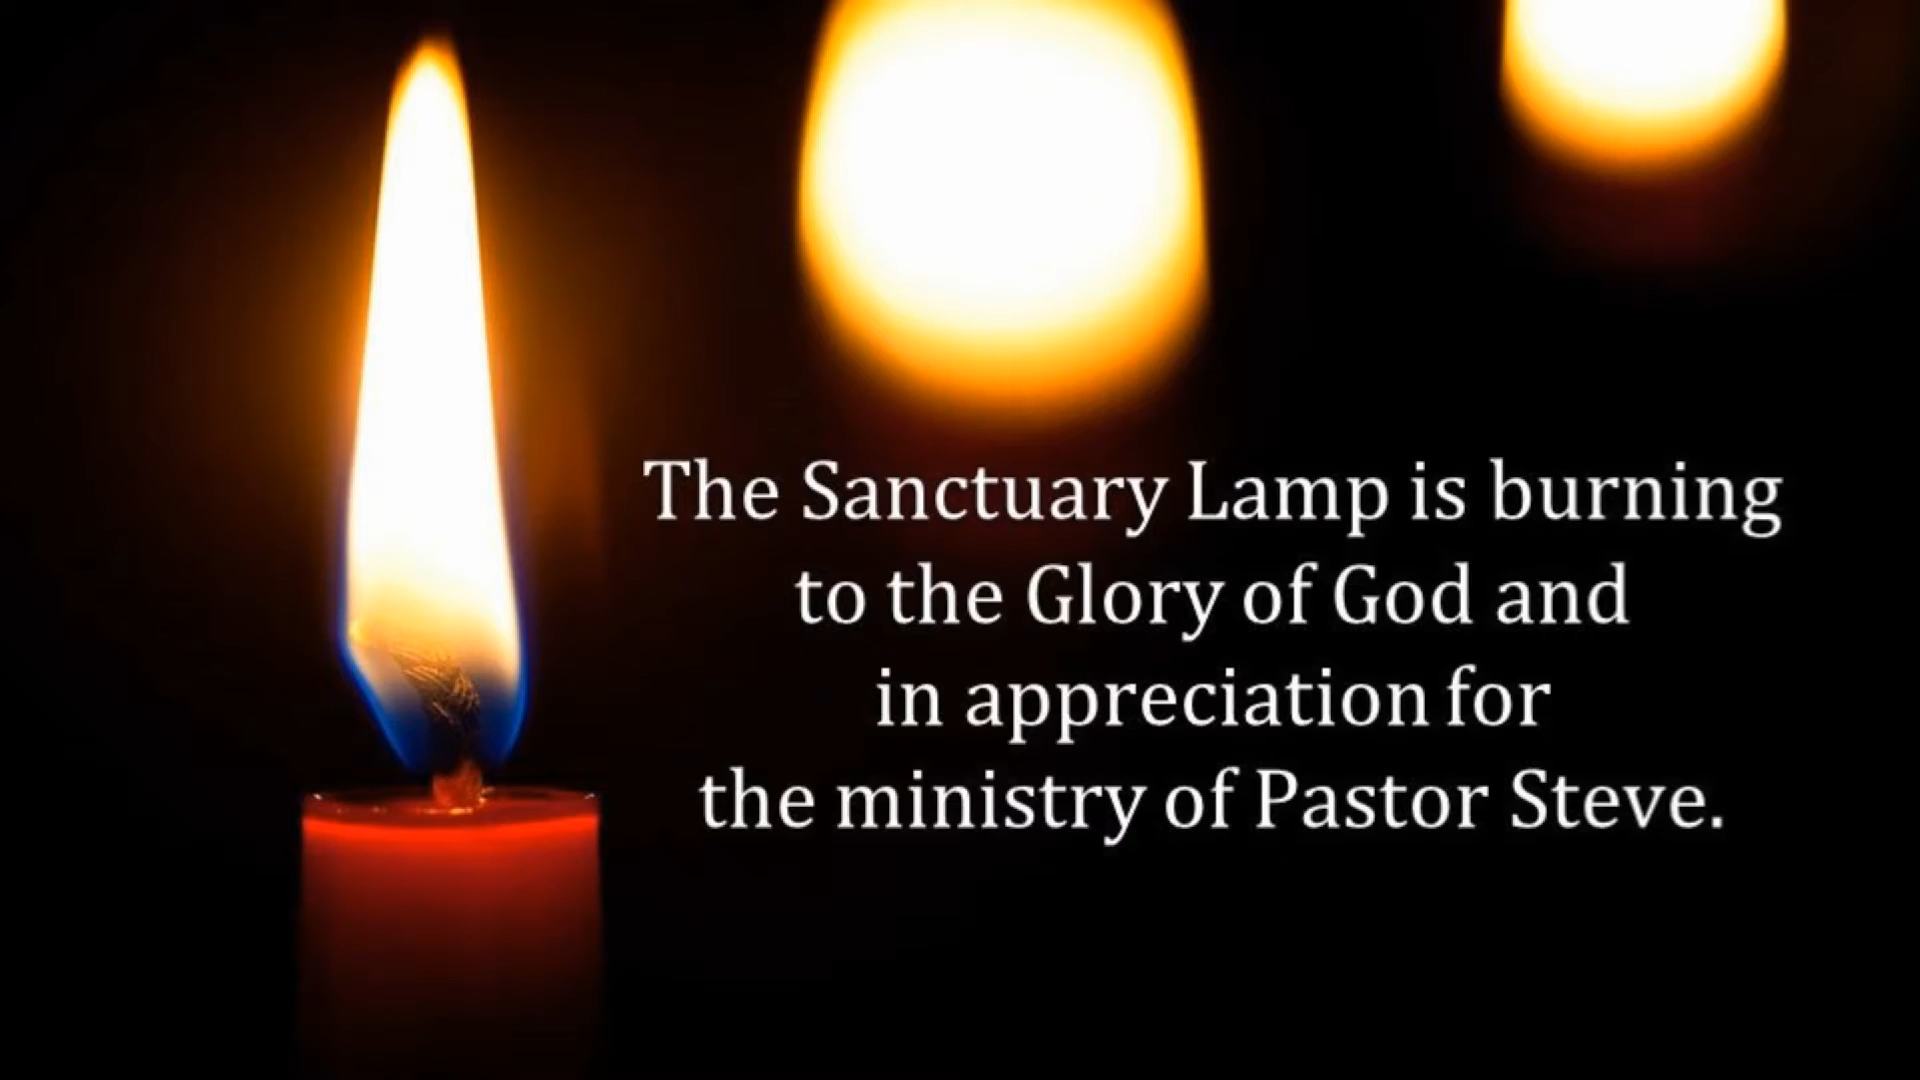 The Sanctuary Lamp is burning
to the Glory of God and
in appreciation for
the ministry of Pastor Steve.